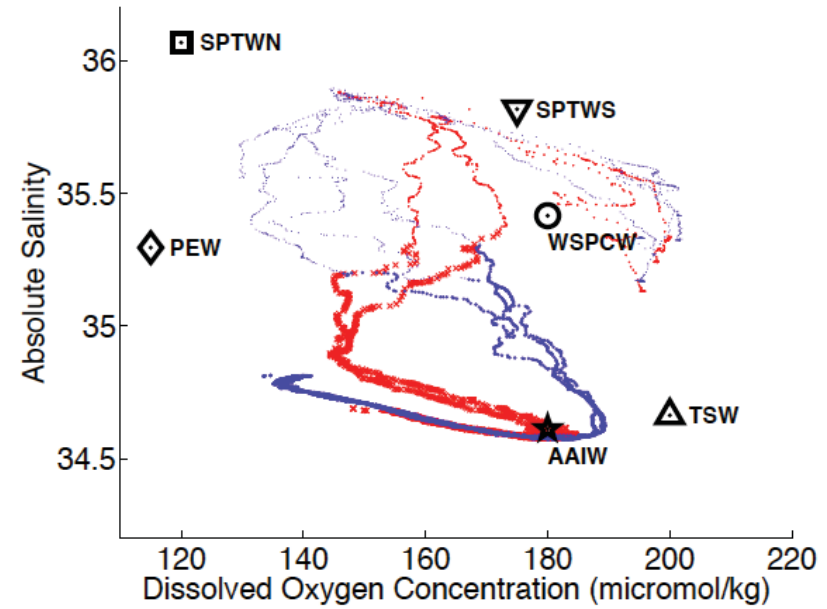 SPTWN
36
SPTWS
35.5
WSPCW
PEW
35
TSW
34.5
AAIW
120 140 160 180 200 220
Dissolved Oxygen Concentration (micromol/kg)
Absolute Salinity